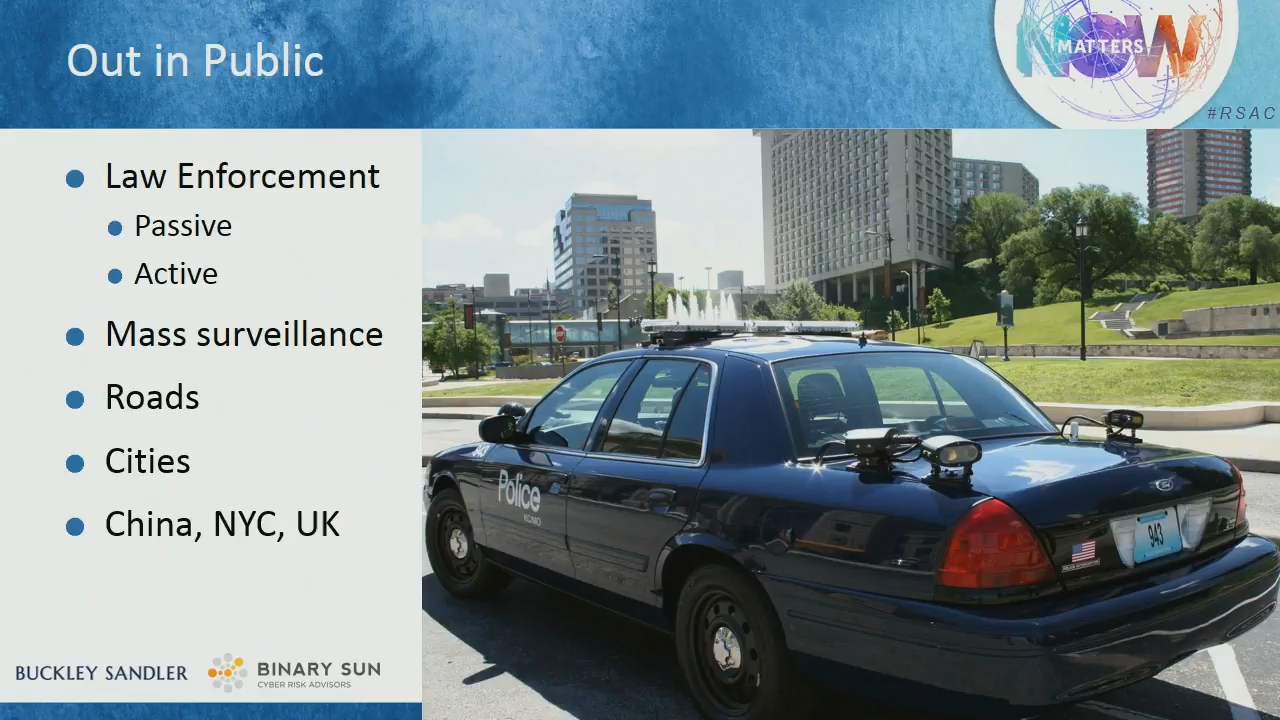 Out in Public
NOW
MATTERS
#RSAC
Law Enforcement
Passive
Active
Mass surveillance
Roads
Cities
China, NYC, UK
Police
KCMO
943
BUCKLEY SANDLER
BINARY SUN
CYBER RISK ADVISORS